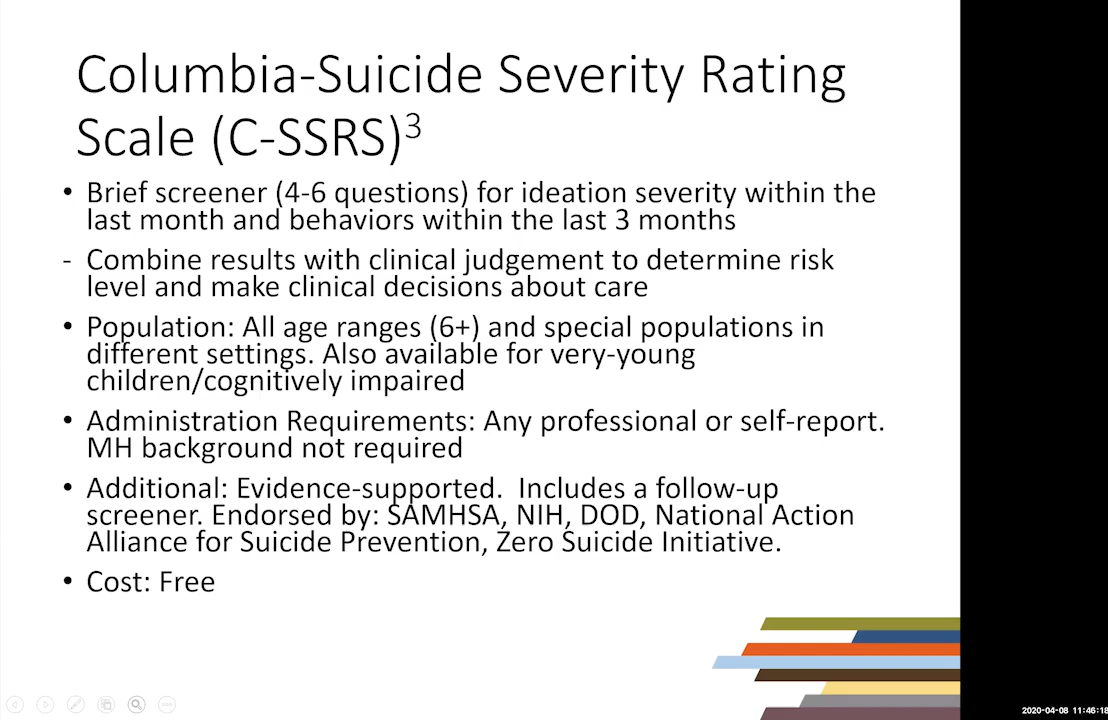 Columbia-Suicide Severity Rating
Scale (C-SSRS)³
• Brief screener (4-6 questions) for ideation severity within the
last month and behaviors within the last 3 months
- Combine results with clinical judgement to determine risk
level and make clinical decisions about care
• Population: All age ranges (6+) and special populations in
different settings. Also available for very-young
children/cognitively impaired
• Administration Requirements: Any professional or self-report.
MH background not required
• Additional: Evidence-supported.  Includes a follow-up
screener. Endorsed by: SAMHSA, NIH, DOD, National Action
Alliance for Suicide Prevention, Zero Suicide Initiative.
• Cost: Free
2020-04-08 11:46:18